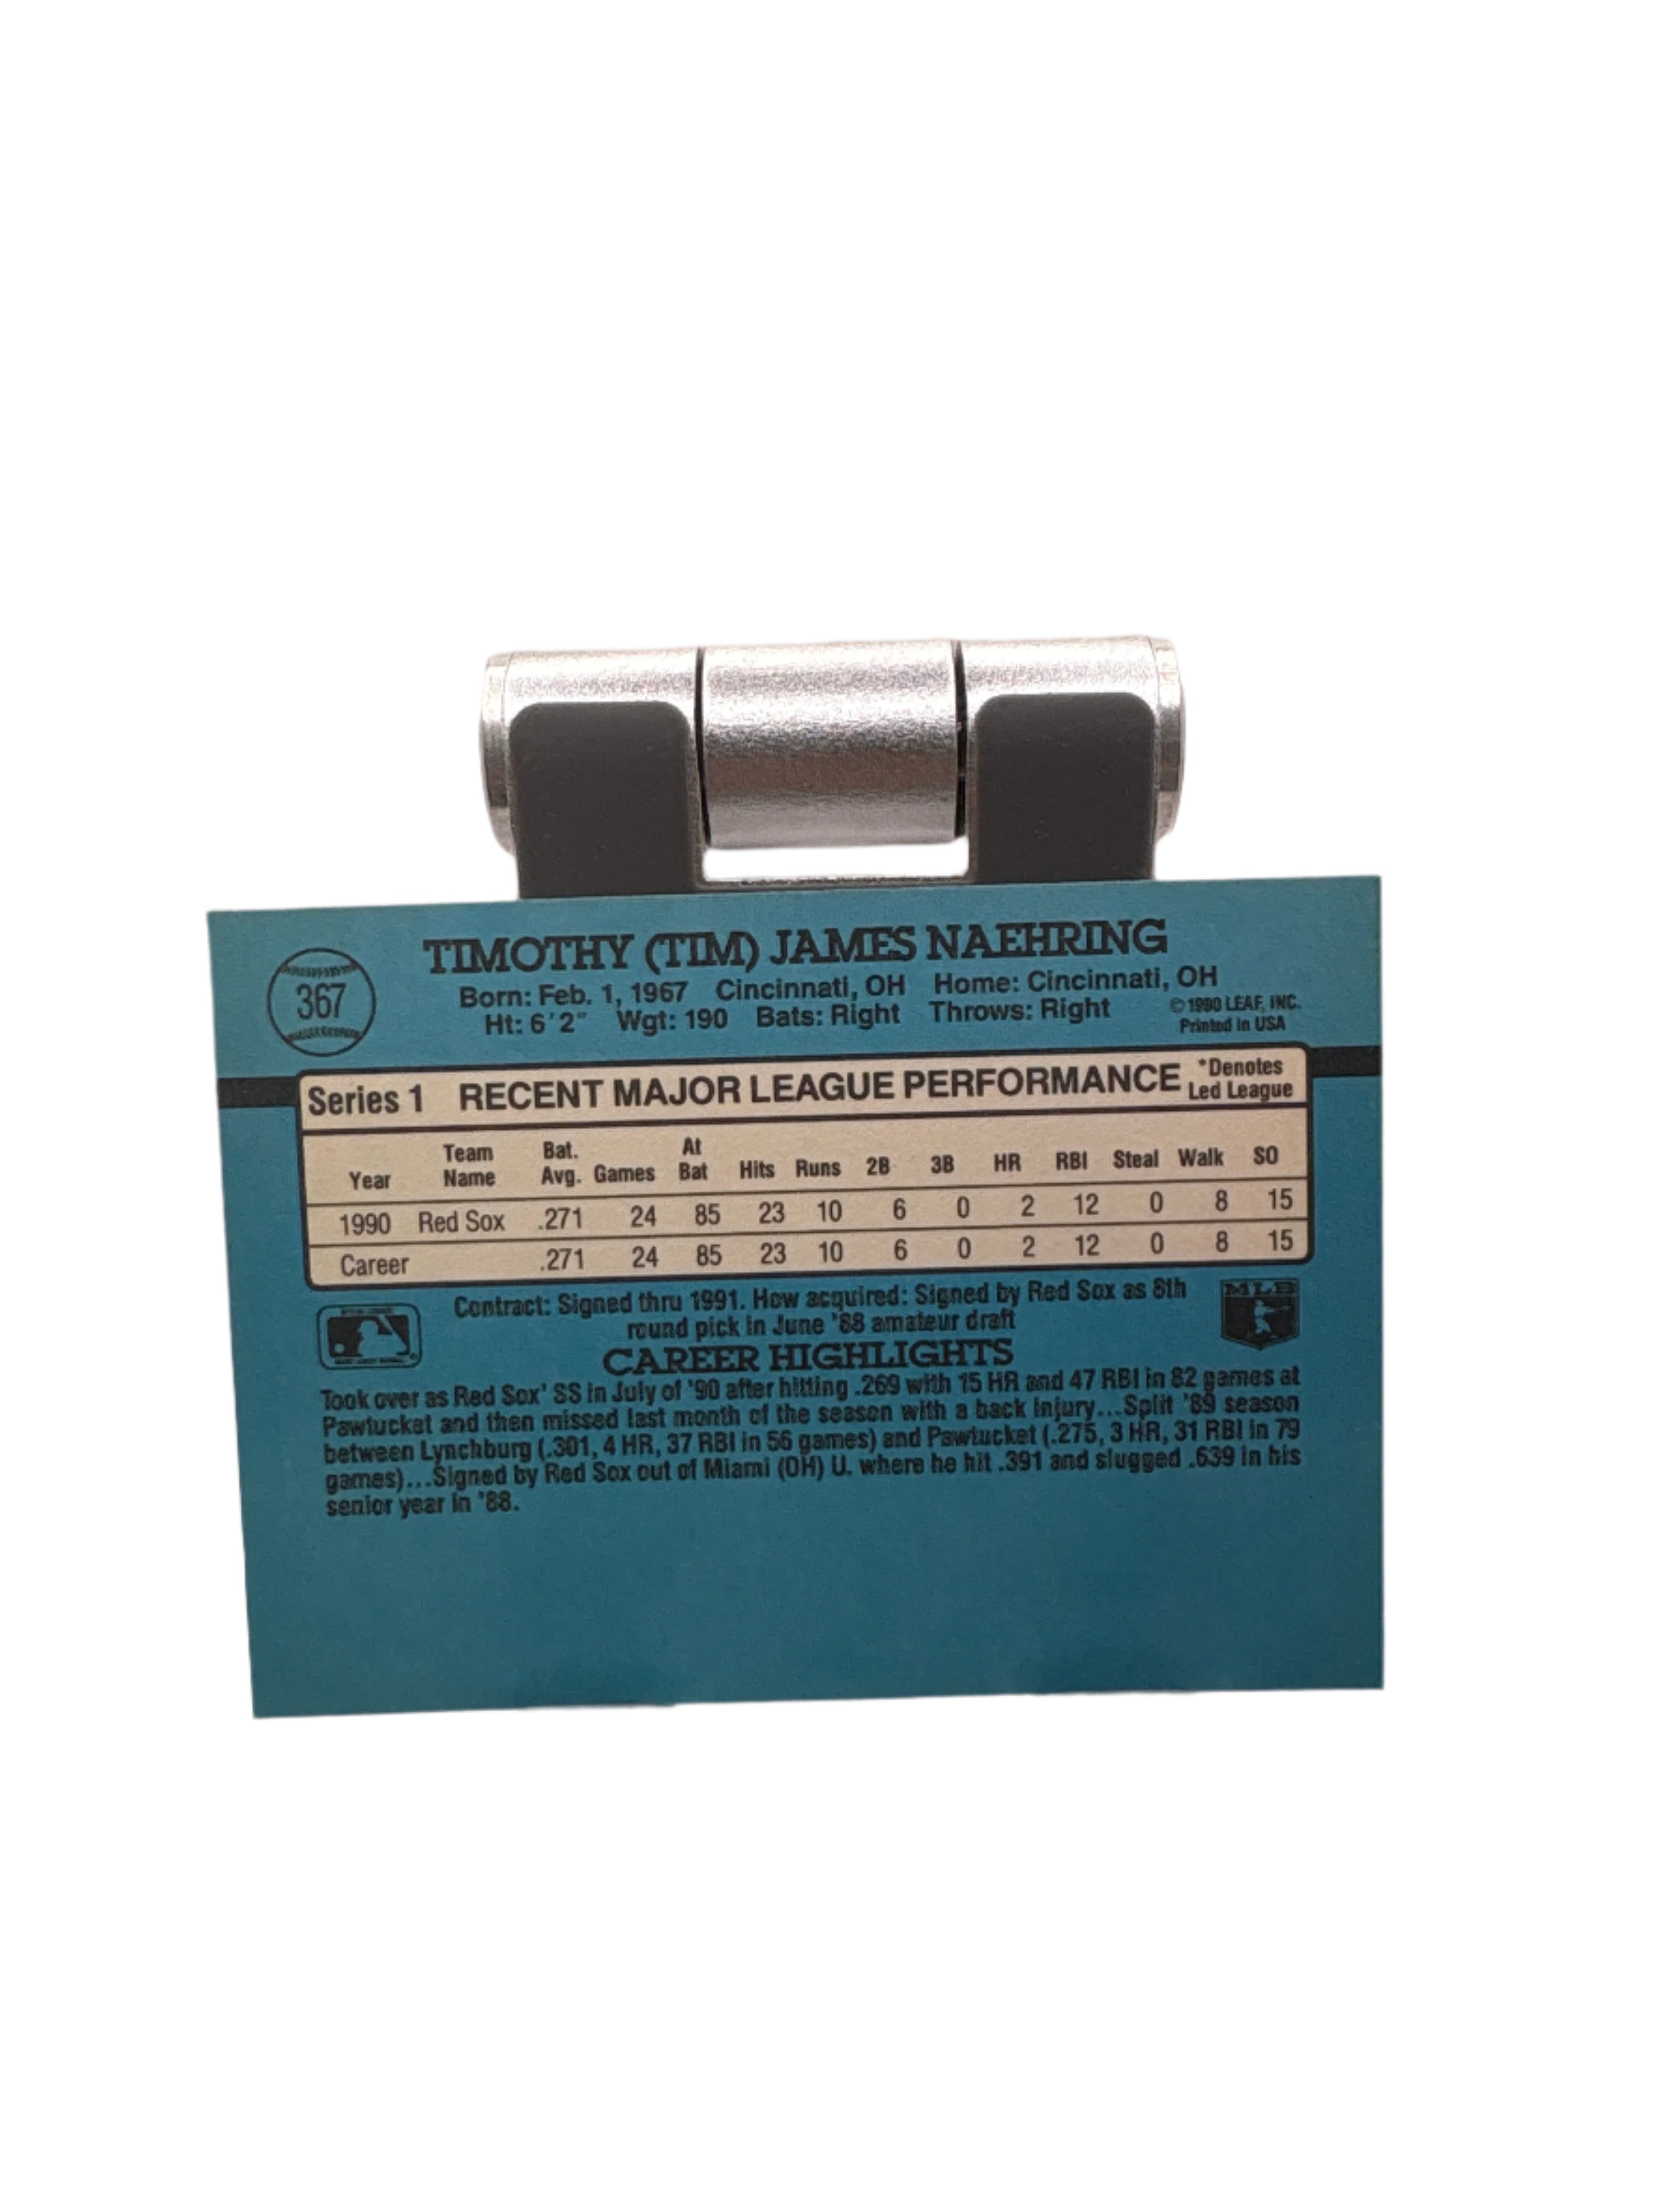 TIMOTHY (TIM) JAMES NAEHRING
367
Born: Feb. 1, 1967 Cincinnati, OH Home: Cincinnati, OH
Ht: 6'2" Wgt: 190 Bats: Right Throws: Right
©1990 LEAF, INC.
Printed in USA
Series 1 RECENT MAJOR LEAGUE PERFORMANCE *Denotes
Led League
Year Team Name Bat. Avg. Games At Bat Hits Runs 2B 3B HR RBI Steal Walk SO
1990 Red Sox .271 24 85 23 10 6 0 2 12 0 8 15
Career .271 24 85 23 10 6 0 2 12 0 8 15
Contract: Signed thru 1991. How acquired: Signed by Red Sox as 8th
round pick in June '88 amateur draft
MLB
CAREER HIGHLIGHTS
Took over as Red Sox' SS in July of '90 after hitting .269 with 15 HR and 47 RBI in 82 games at
Pawtucket and then missed last month of the season with a back injury...Split '89 season
between Lynchburg (.301, 4 HR, 37 RBI in 56 games) and Pawtucket (.275, 3 HR, 31 RBI in 79
games)...Signed by Red Sox out of Miami (OH) U. where he hit .391 and slugged .639 in his
senior year in '88.